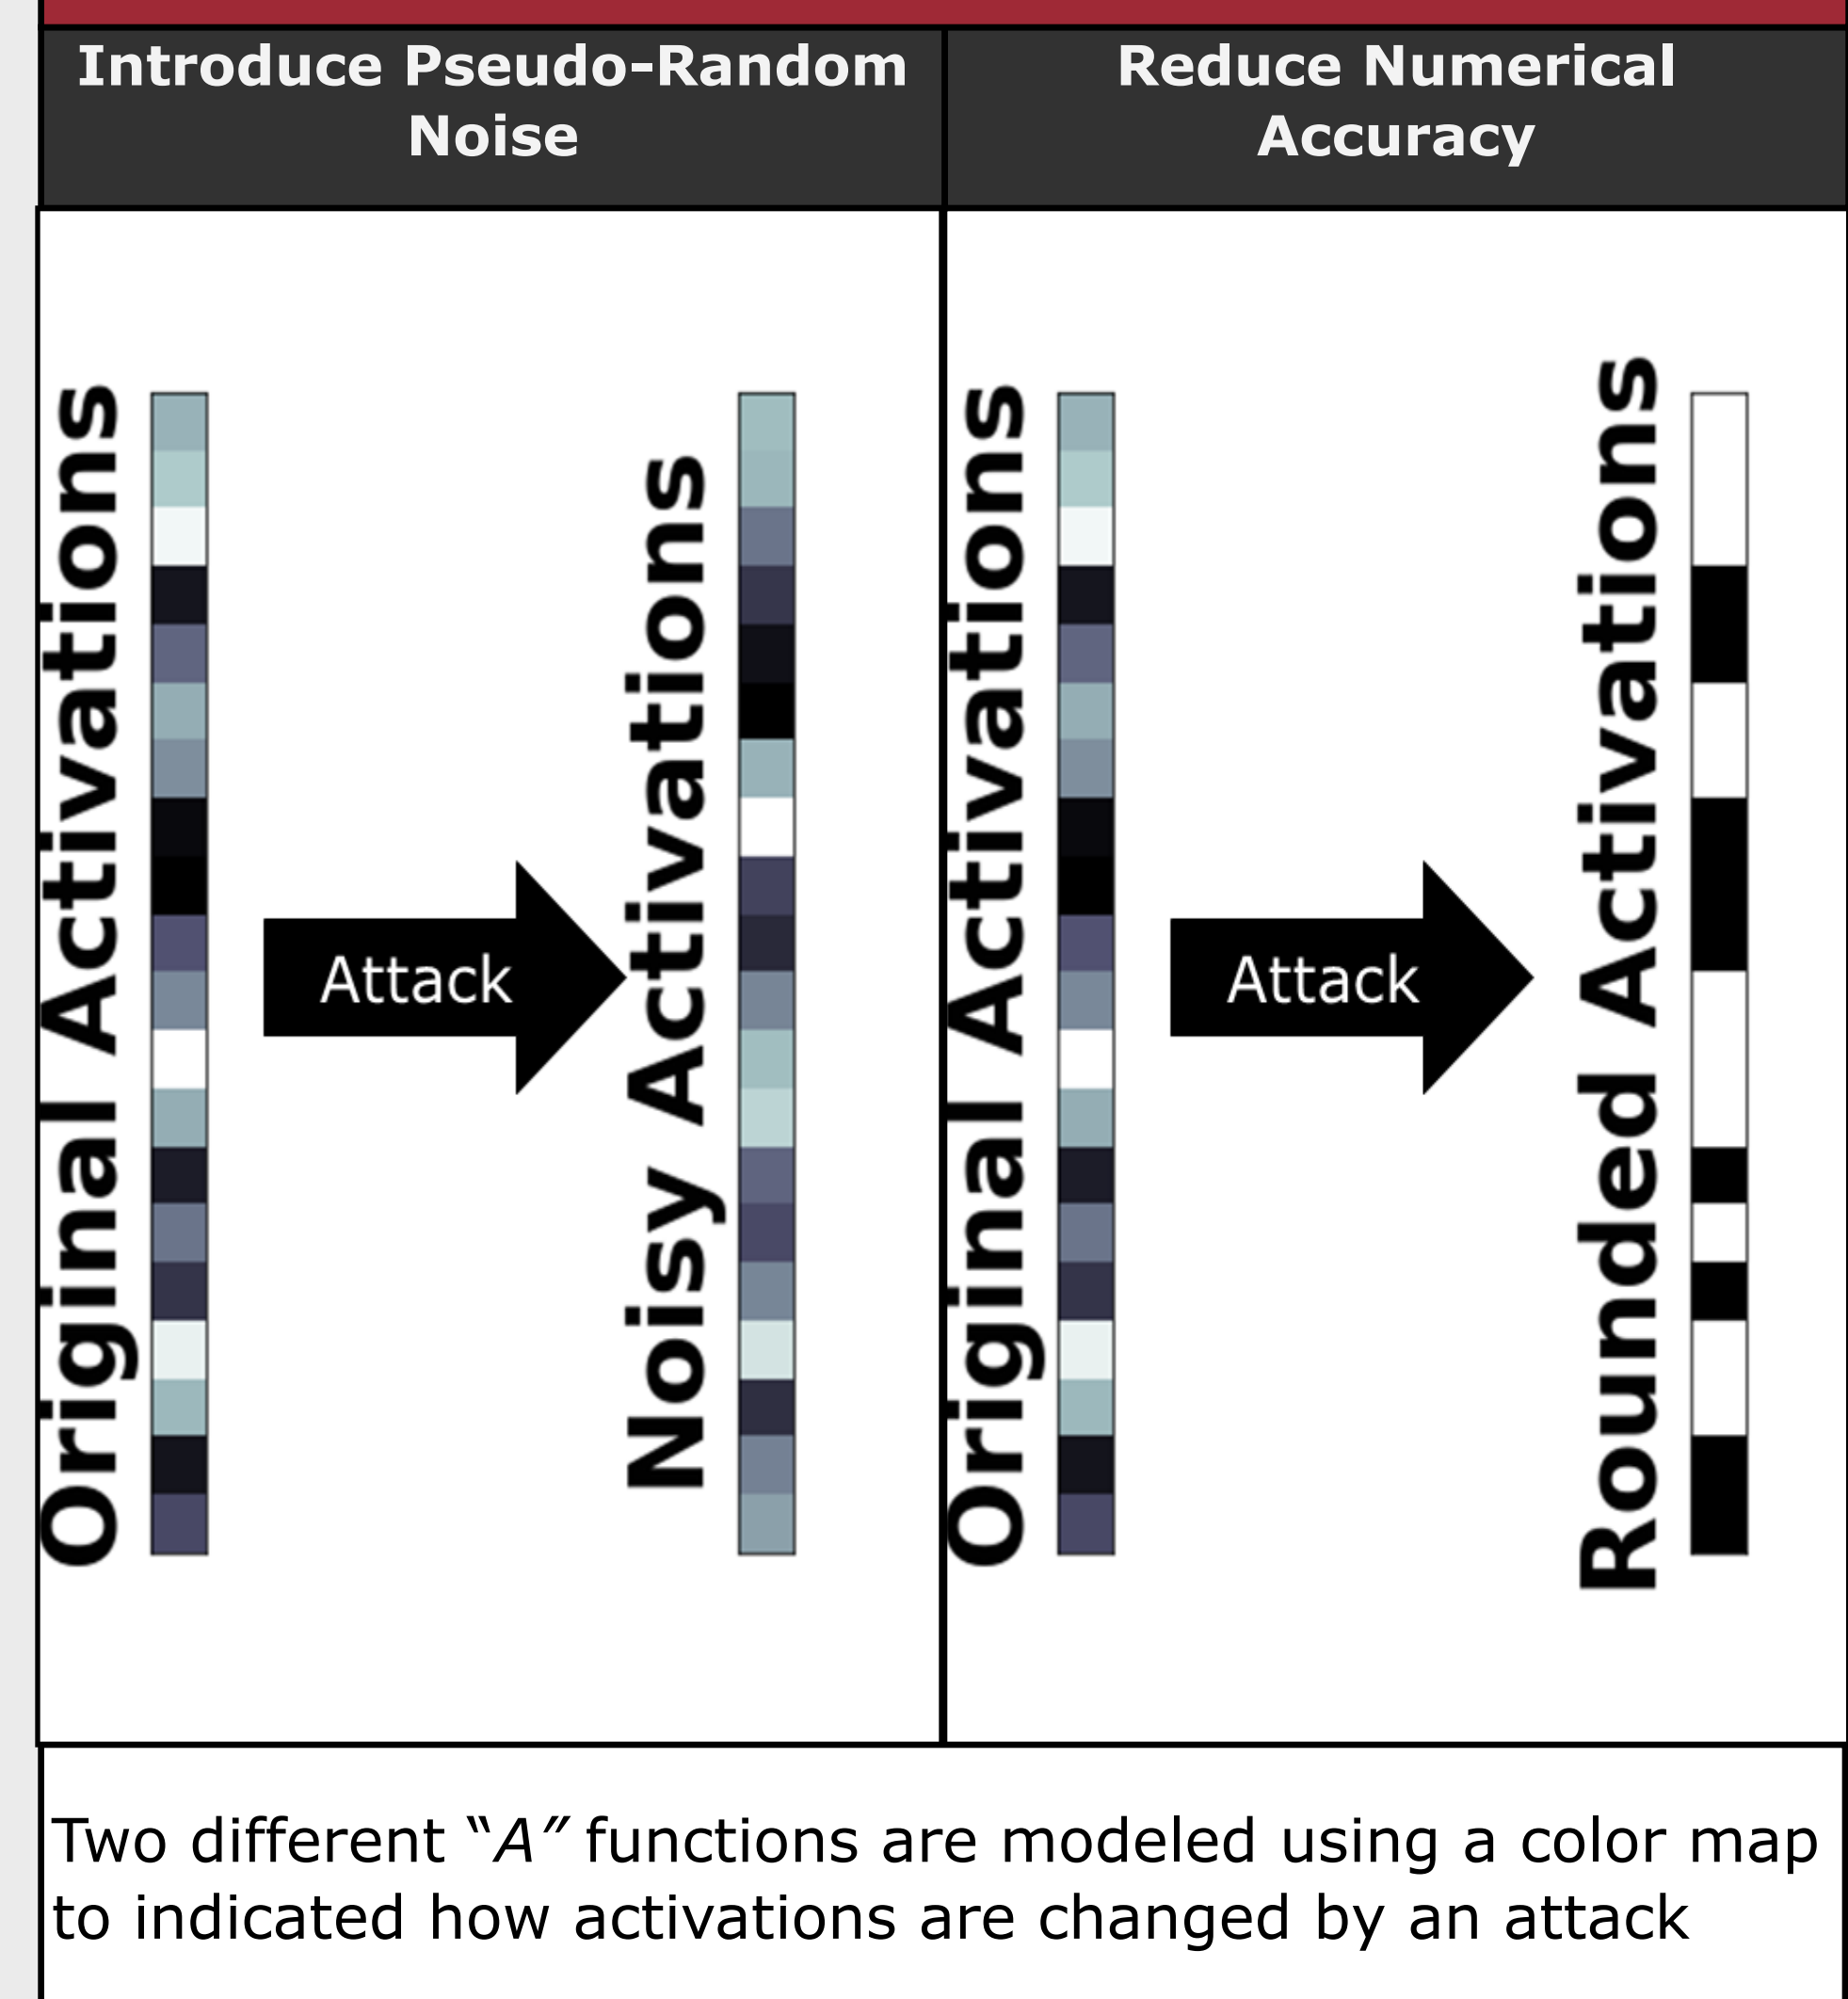 Introduce Pseudo-Random
Noise
Reduce Numerical
Accuracy
Original Activations
Attack
Noisy Activations
Original Activations
Attack
Rounded Activations
Two different “A” functions are modeled using a color map
to indicated how activations are changed by an attack